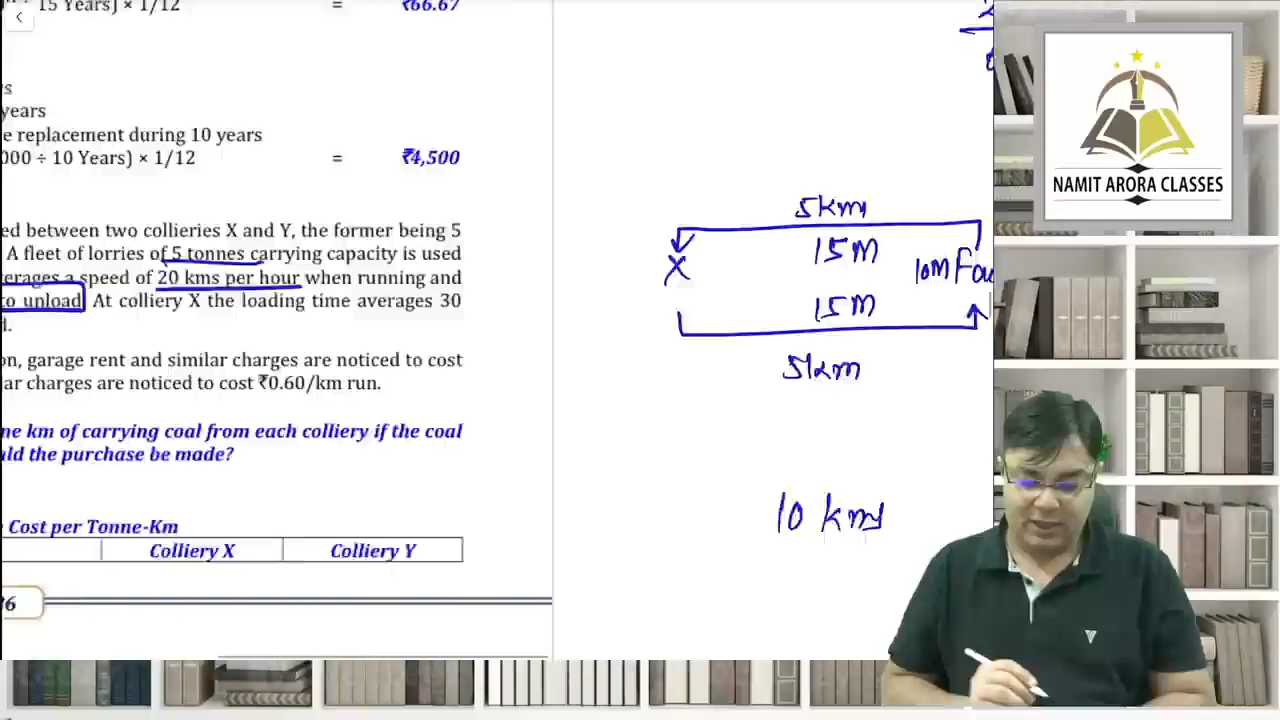 15 Years] × 1/12 = ₹66.67
years
e replacement during 10 years
000 ÷ 10 Years) × 1/12 = ₹4,500
ed between two collieries X and Y, the former being 5
A fleet of lorries of 5 tonnes carrying capacity is used
erages a speed of 20 kms per hour when running and
to unload. At colliery X the loading time averages 30
d.
on, garage rent and similar charges are noticed to cost
ar charges are noticed to cost ₹0.60/km run.
ne km of carrying coal from each colliery if the coal
uld the purchase be made?
Cost per Tonne-Km
Colliery X Colliery Y
6
5km
15M
X
10M Fac
15M
5km
10 kms
NAMIT ARORA CLASSES